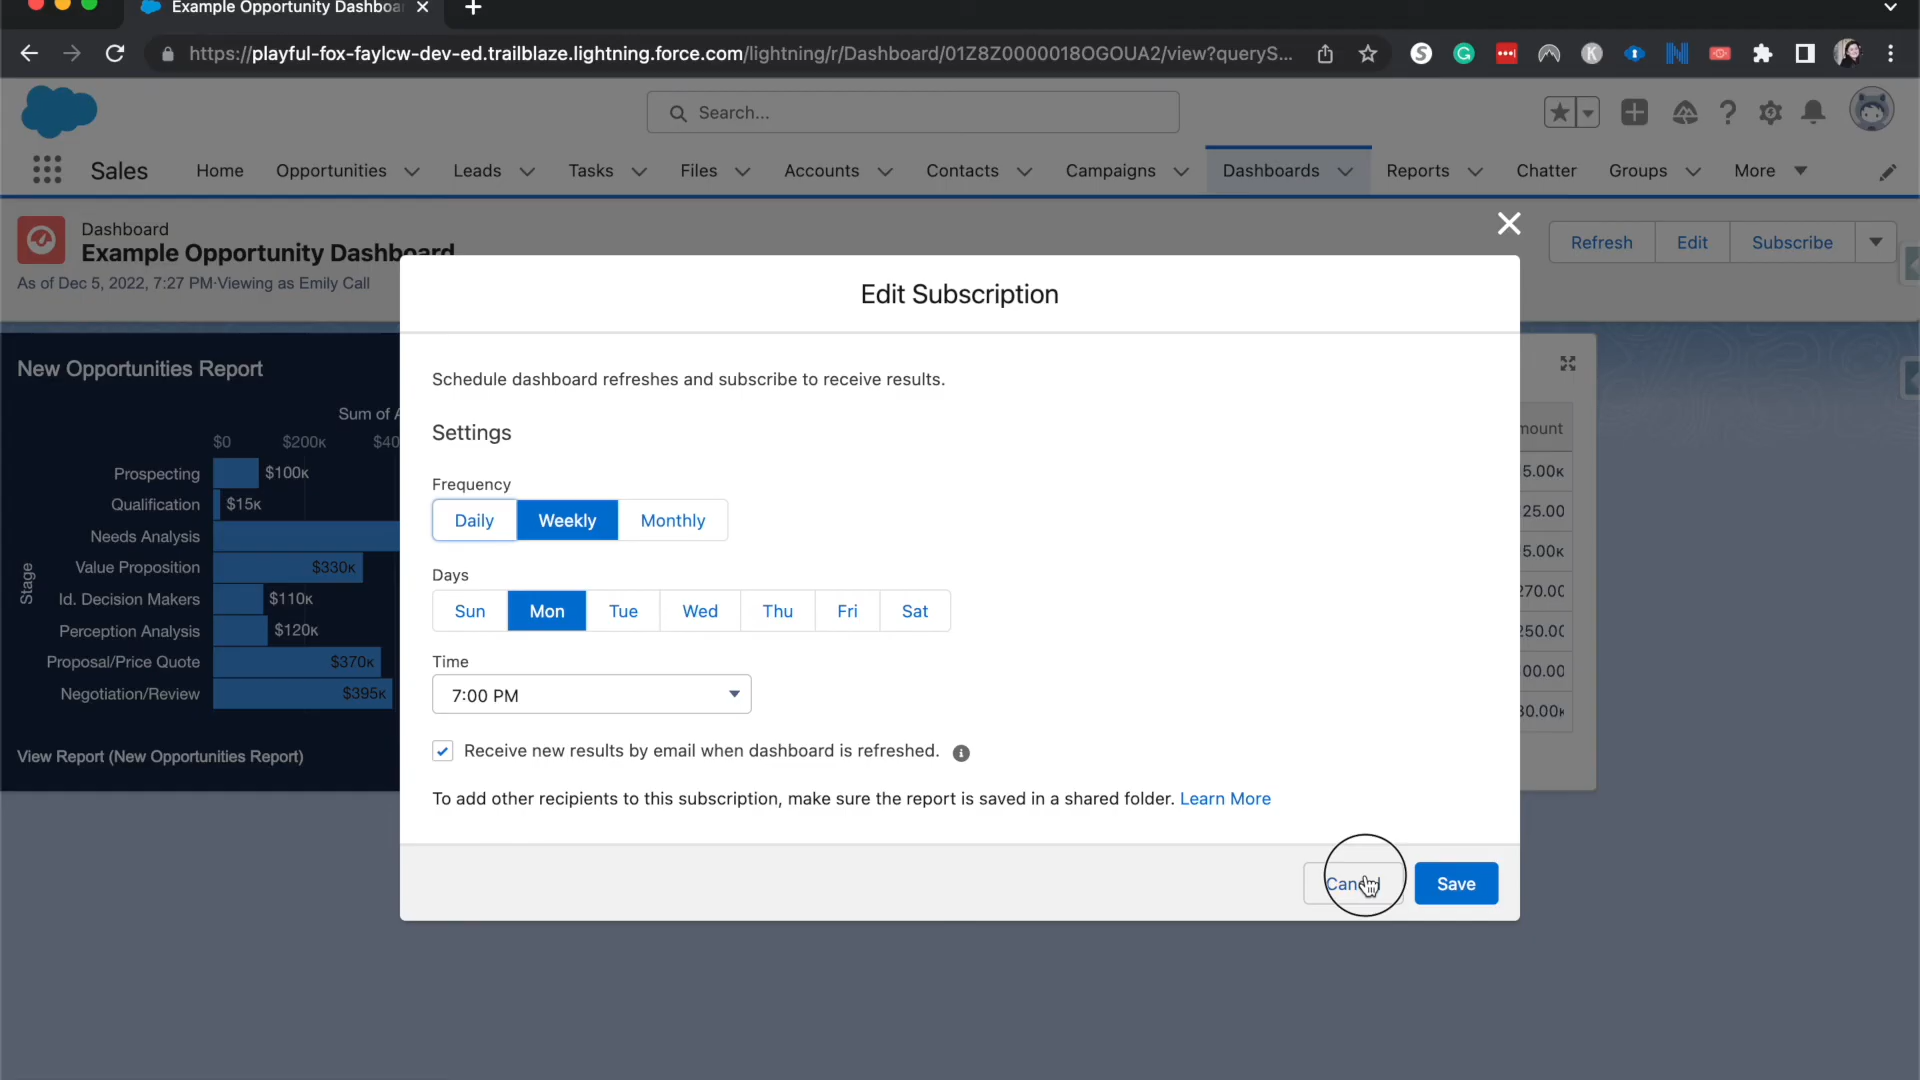 Example Opportunity Dashboa
https://playful-fox-faylcw-dev-ed.trailblaze.lightning.force.com/lightning/r/Dashboard/01Z8Z0000018OGOUA2/view?queryS...
Search...
Sales Home Opportunities Leads Tasks Files Accounts Contacts Campaigns Dashboards Reports Chatter Groups More
Dashboard
Example Opportunity Dashboard
As of Dec 5, 2022, 7:27 PM·Viewing as Emily Call
Refresh Edit Subscribe
Edit Subscription
Schedule dashboard refreshes and subscribe to receive results.
Settings
Frequency
Daily Weekly Monthly
Days
Sun Mon Tue Wed Thu Fri Sat
Time
7:00 PM
Receive new results by email when dashboard is refreshed.
To add other recipients to this subscription, make sure the report is saved in a shared folder. Learn More
Cancel Save
New Opportunities Report
Sum of A
$0 $200K $40
Stage
Prospecting $100K
Qualification $15K
Needs Analysis
Value Proposition $330K
Id. Decision Makers $110K
Perception Analysis $120K
Proposal/Price Quote $370K
Negotiation/Review $395K
View Report (New Opportunities Report)
mount
5.00K
25.00
5.00K
270.00
250.00
00.00
30.00K